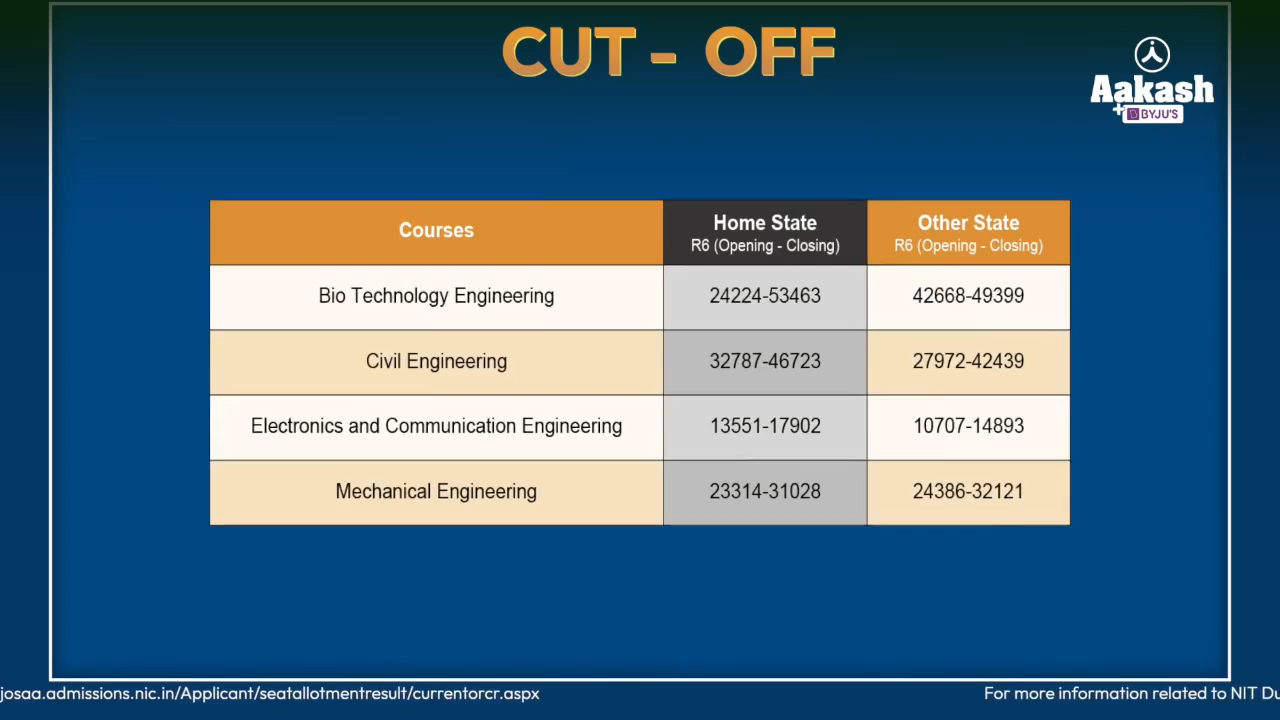 CUT - OFF
Aakash
+ BYJU'S
Courses
Home State
R6 (Opening - Closing)
Other State
R6 (Opening - Closing)
Bio Technology Engineering 24224-53463 42668-49399
Civil Engineering 32787-46723 27972-42439
Electronics and Communication Engineering 13551-17902 10707-14893
Mechanical Engineering 23314-31028 24386-32121
josaa.admissions.nic.in/Applicant/seatallotmentresult/currentorcr.aspx
For more information related to NIT Du